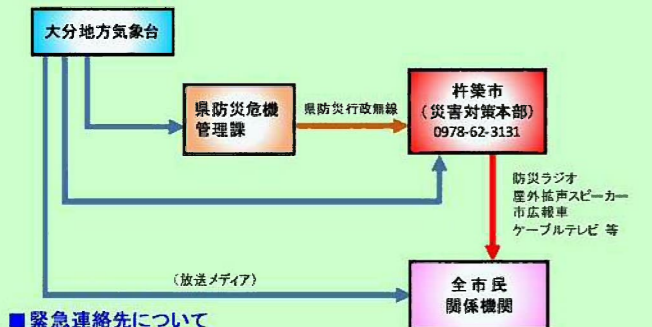 大分地方気象台
県防災危機
管理課
県防災行政無線
杵築市
(災害対策本部)
0978-62-3131
防災ラジオ
屋外拡声スピーカー
市広報車
ケーブルテレビ 等
(放送メディア)
全市民
関係機関
■緊急連絡先について